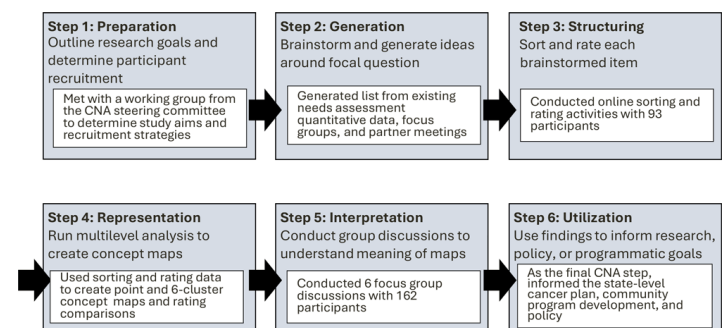 Step 1: Preparation
Outline research goals and
determine participant
recruitment
Met with a working group from
the CNA steering committee
to determine study aims and
recruitment strategies
Step 2: Generation
Brainstorm and generate ideas
around focal question
Generated list from existing
needs assessment
quantitative data, focus
groups, and partner meetings
Step 3: Structuring
Sort and rate each
brainstormed item
Conducted online sorting and
rating activities with 93
participants
Step 4: Representation
Run multilevel analysis to
create concept maps
Used sorting and rating data
to create point and 6-cluster
concept maps and rating
comparisons
Step 5: Interpretation
Conduct group discussions to
understand meaning of maps
Conducted 6 focus group
discussions with 162
participants
Step 6: Utilization
Use findings to inform research,
policy, or programmatic goals
As the final CNA step,
informed the state-level
cancer plan, community
program development, and
policy